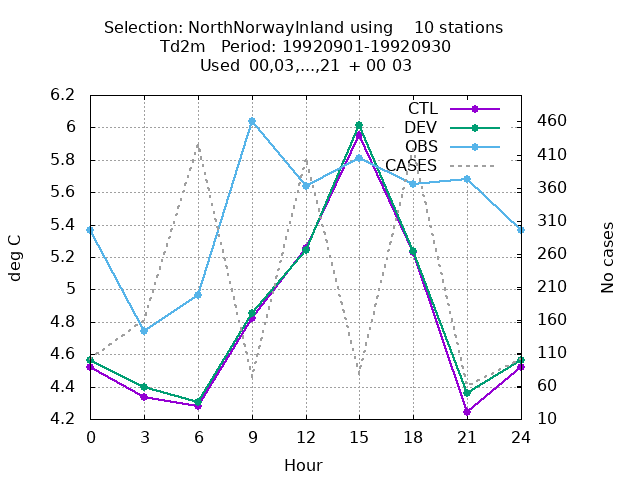 Selection: NorthNorwayInland using    10 stations
Td2m   Period: 19920901-19920930
Used  00,03,...,21  + 00 03
6.2
6
5.8
5.6
5.4
5.2
5
4.8
4.6
4.4
4.2
deg C
CTL
DEV
OBS
CASES
460
410
360
310
260
210
160
110
60
10
No cases
0 3 6 9 12 15 18 21 24
Hour